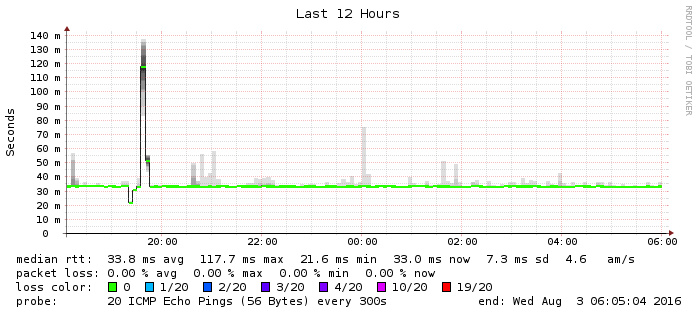 Last 12 Hours
RRDTOOL / TOBI OETIKER
Seconds
140 m
130 m
120 m
110 m
100 m
90 m
80 m
70 m
60 m
50 m
40 m
30 m
20 m
10 m
0
20:00 22:00 00:00 02:00 04:00 06:00
median rtt: 33.8 ms avg 117.7 ms max 21.6 ms min 33.0 ms now 7.3 ms sd 4.6 am/s
packet loss: 0.00 % avg 0.00 % max 0.00 % min 0.00 % now
loss color: 0 1/20 2/20 3/20 4/20 10/20 19/20
probe: 20 ICMP Echo Pings (56 Bytes) every 300s end: Wed Aug 3 06:05:04 2016